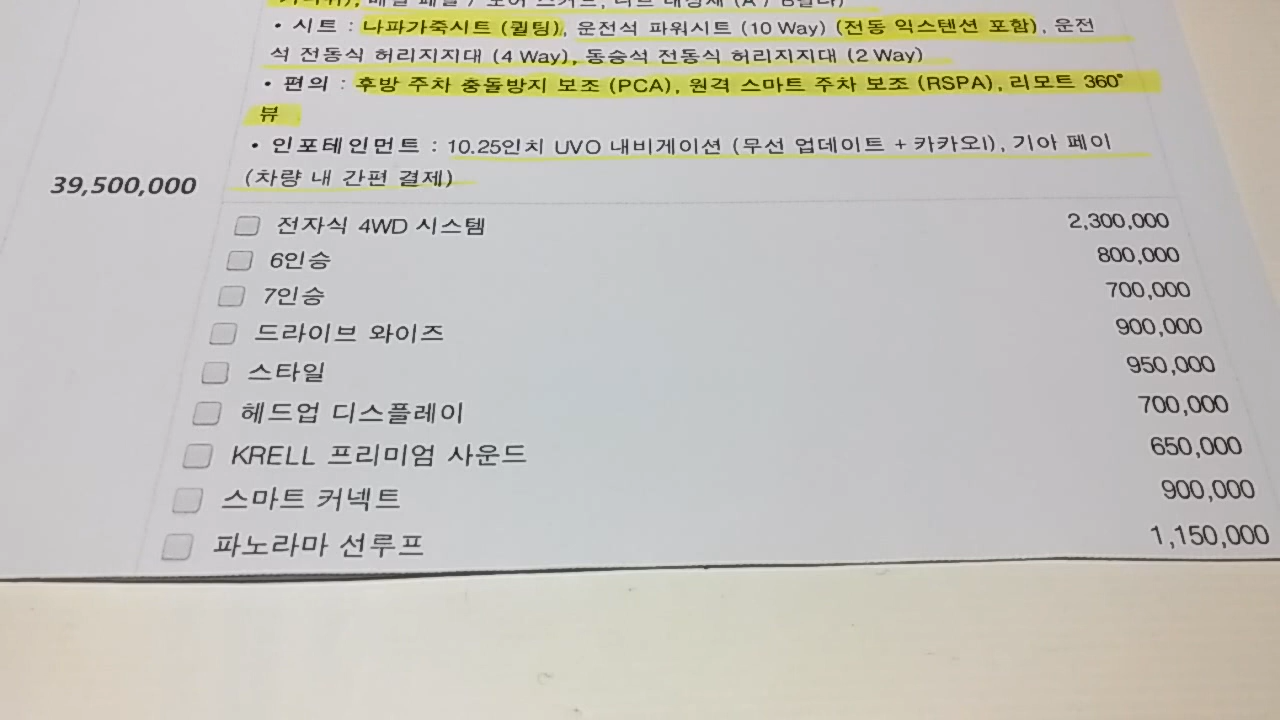 • 시트 : 나파가죽시트 (퀼팅), 운전석 파워시트 (10 Way) (전동 익스텐션 포함), 운전
석 전동식 허리지지대 (4 Way), 동승석 전동식 허리지지대 (2 Way)
• 편의 : 후방 주차 충돌방지 보조 (PCA), 원격 스마트 주차 보조 (RSPA), 리모트 360°
뷰
• 인포테인먼트 : 10.25인치 UVO 내비게이션 (무선 업데이트 + 카카오I), 기아 페이
(차량 내 간편 결제)
39,500,000
전자식 4WD 시스템 2,300,000
6인승 800,000
7인승 700,000
드라이브 와이즈 900,000
스타일 950,000
헤드업 디스플레이 700,000
KRELL 프리미엄 사운드 650,000
스마트 커넥트 900,000
파노라마 선루프 1,150,000